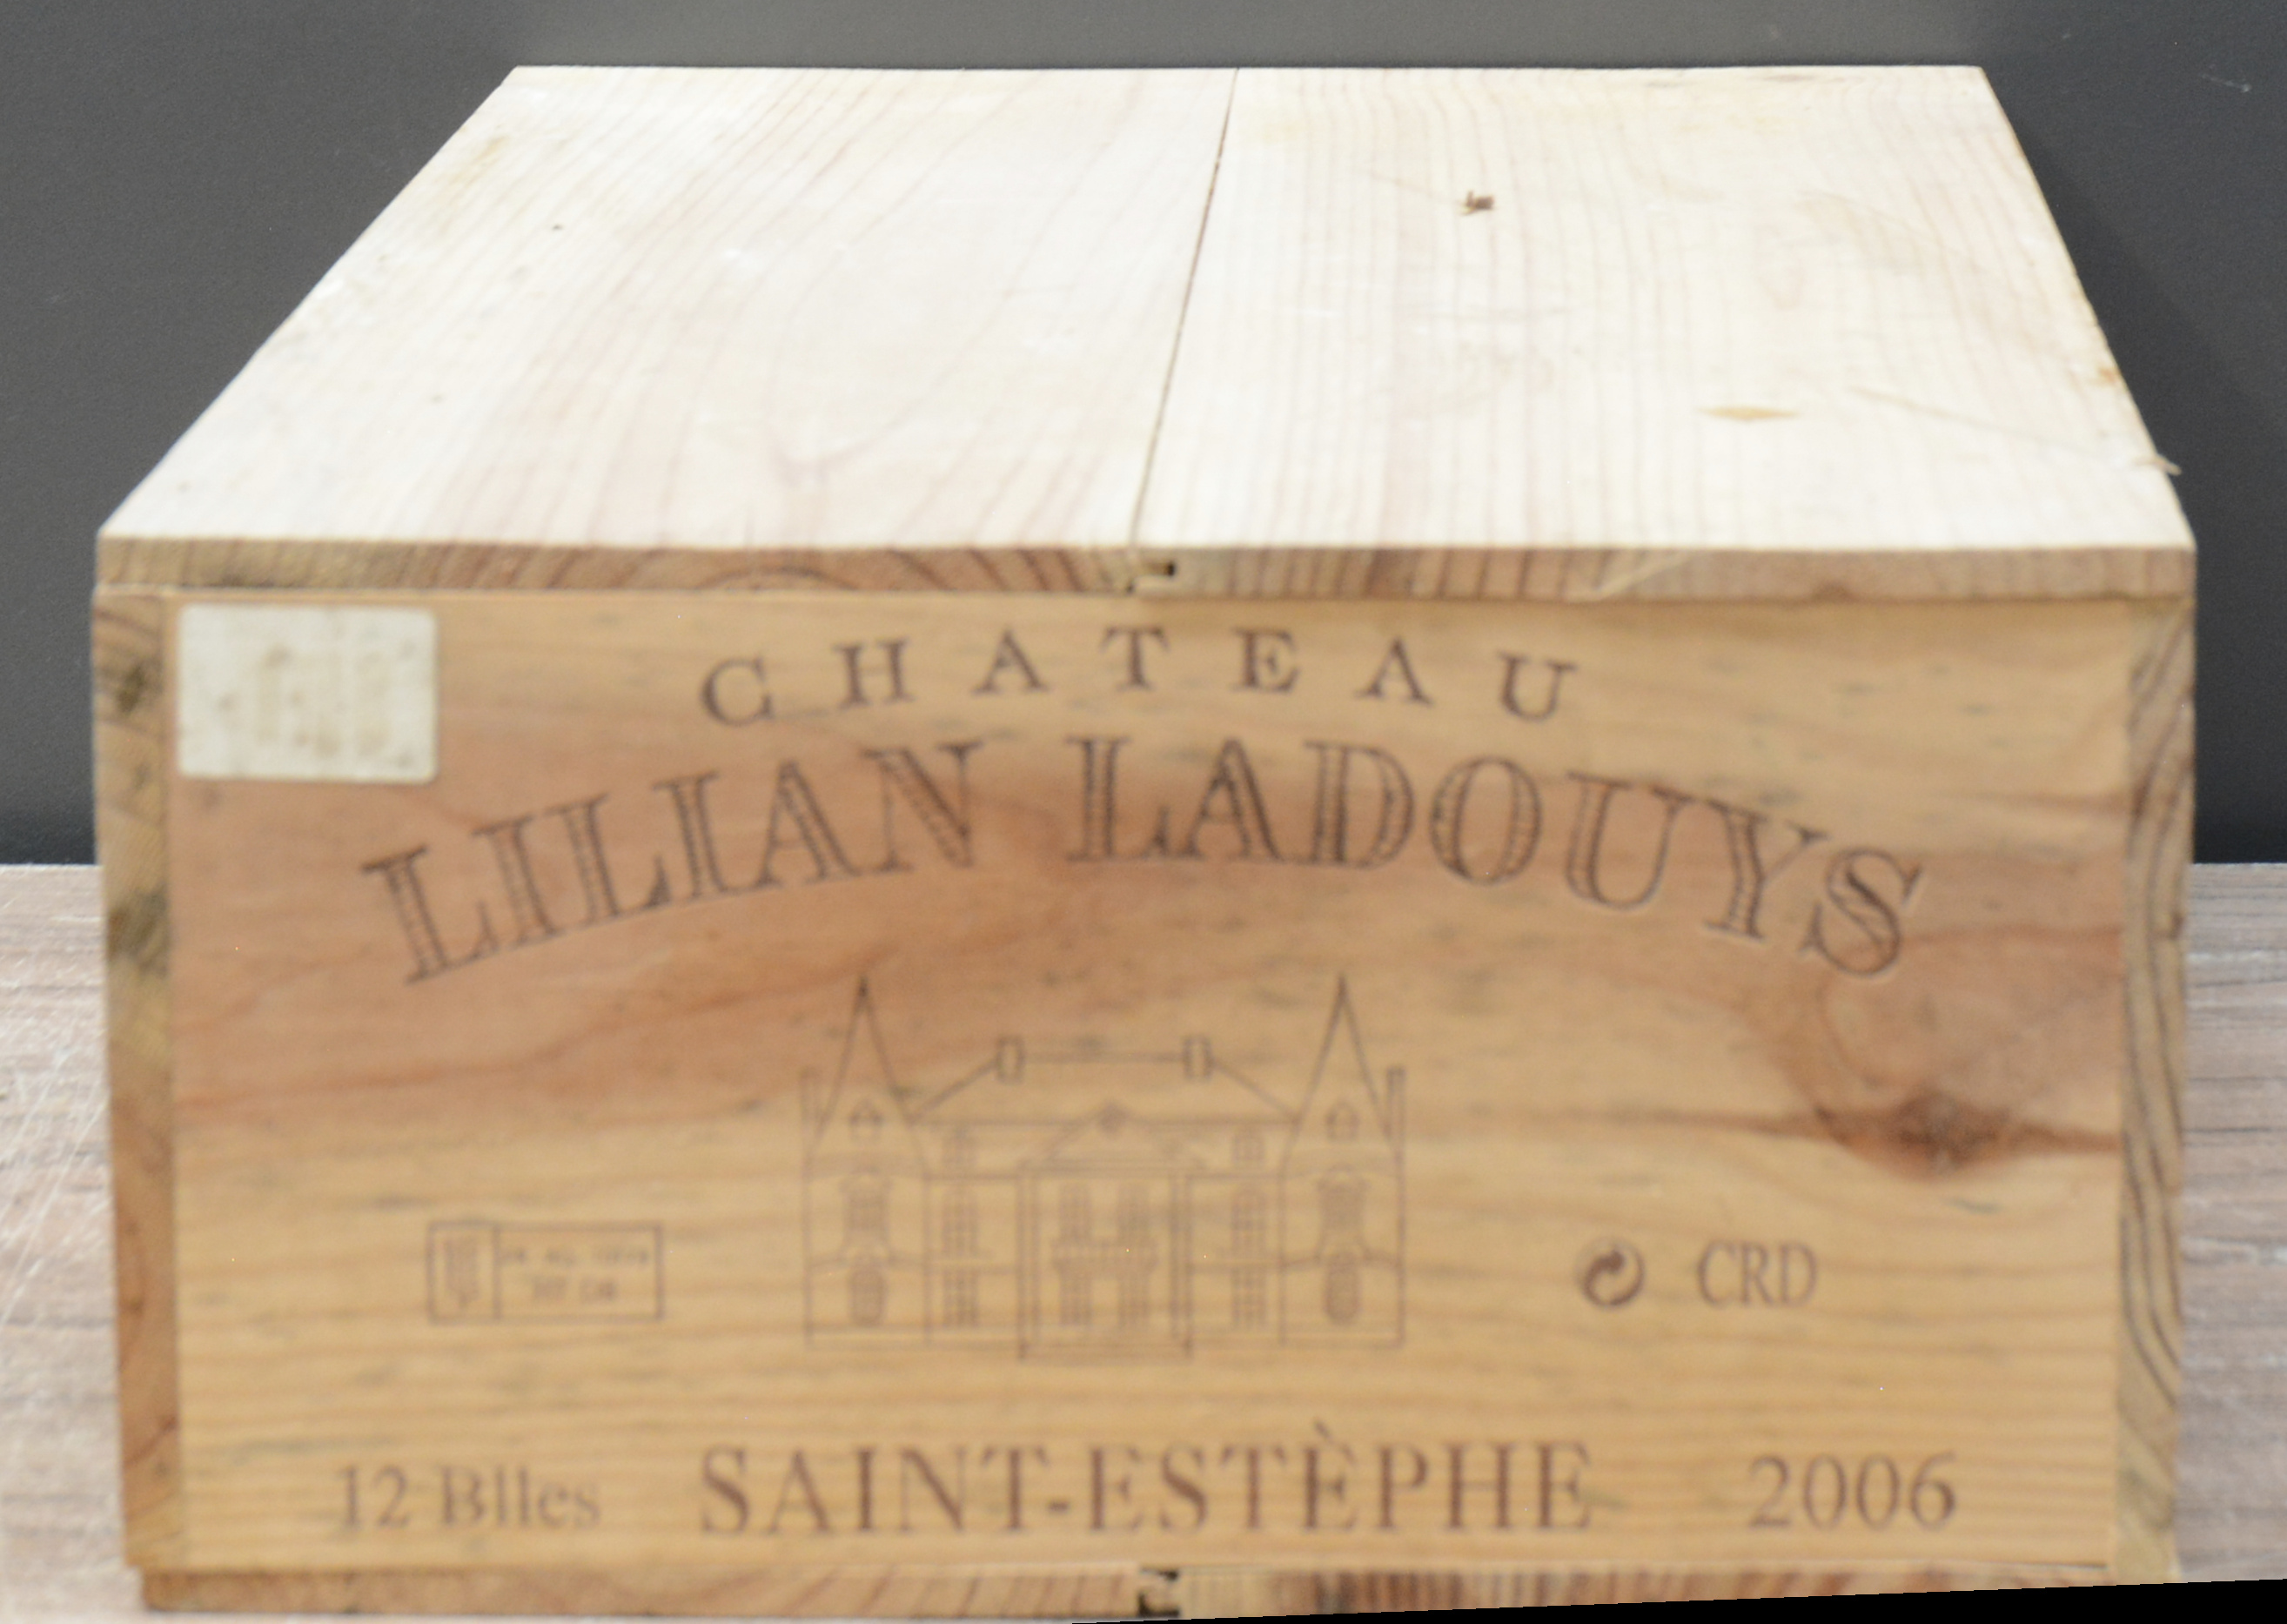 CHATEAU
LILIAN LADOUYS
CRD
12 Blles SAINT-ESTÈPHE 2006